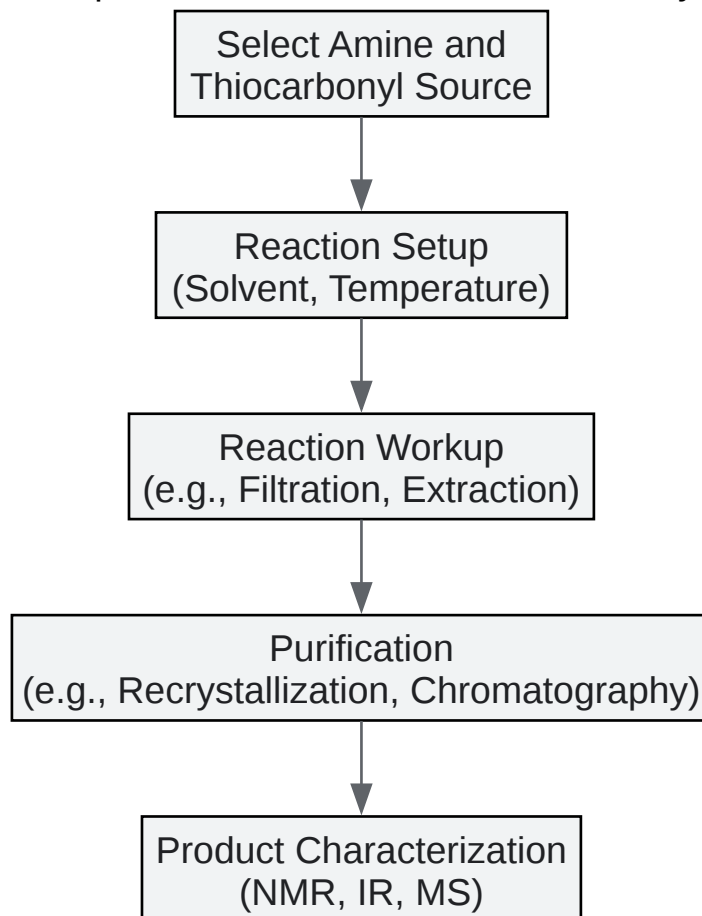 Select Amine and
Thiocarbonyl Source
Reaction Setup
(Solvent, Temperature)
Reaction Workup
(e.g., Filtration, Extraction)
Purification
(e.g., Recrystallization, Chromatography)
Product Characterization
(NMR, IR, MS)